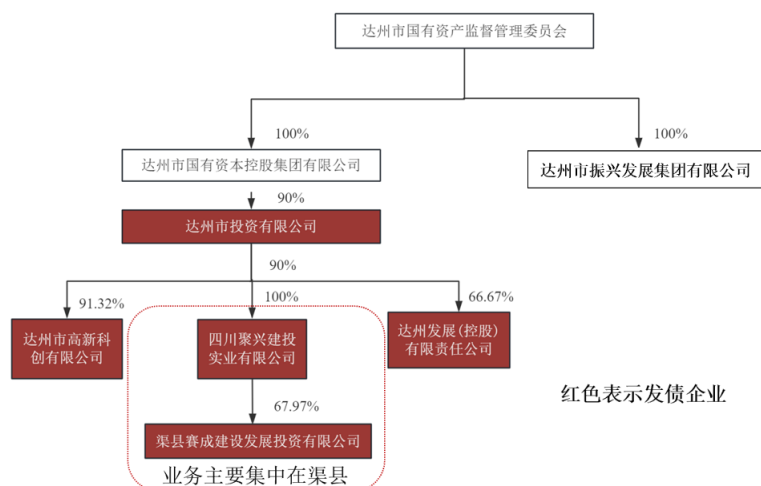 达州市国有资产监督管理委员会
100%
100%
达州市国有资本控股集团有限公司
达州市振兴发展集团有限公司
90%
达州市投资有限公司
90%
91.32%
100%
66.67%
达州市高新科
创有限公司
四川聚兴建投
实业有限公司
达州发展(控股)
有限责任公司
67.97%
红色表示发债企业
渠县赛成建设发展投资有限公司
业务主要集中在渠县